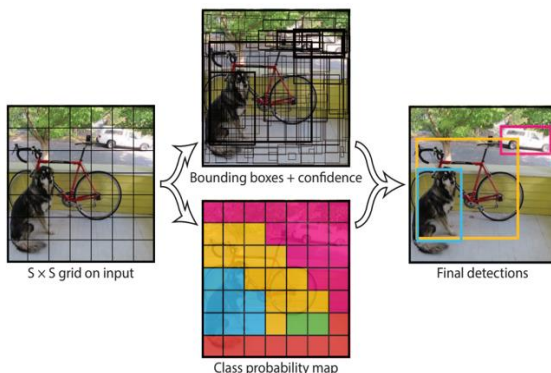 Bounding boxes + confidence
S × S grid on input
Final detections
Class probability map